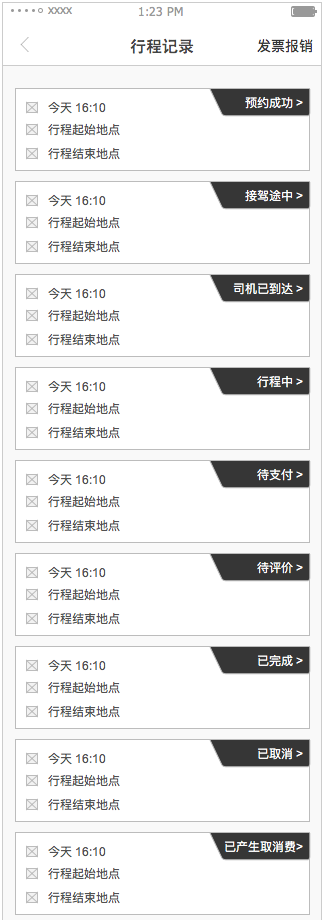 xxxx 1:23 PM
行程记录 发票报销
预约成功 >
今天 16:10
行程起始地点
行程结束地点
接驾途中 >
今天 16:10
行程起始地点
行程结束地点
司机已到达 >
今天 16:10
行程起始地点
行程结束地点
行程中 >
今天 16:10
行程起始地点
行程结束地点
待支付 >
今天 16:10
行程起始地点
行程结束地点
待评价 >
今天 16:10
行程起始地点
行程结束地点
已完成 >
今天 16:10
行程起始地点
行程结束地点
已取消 >
今天 16:10
行程起始地点
行程结束地点
已产生取消费>
今天 16:10
行程起始地点
行程结束地点